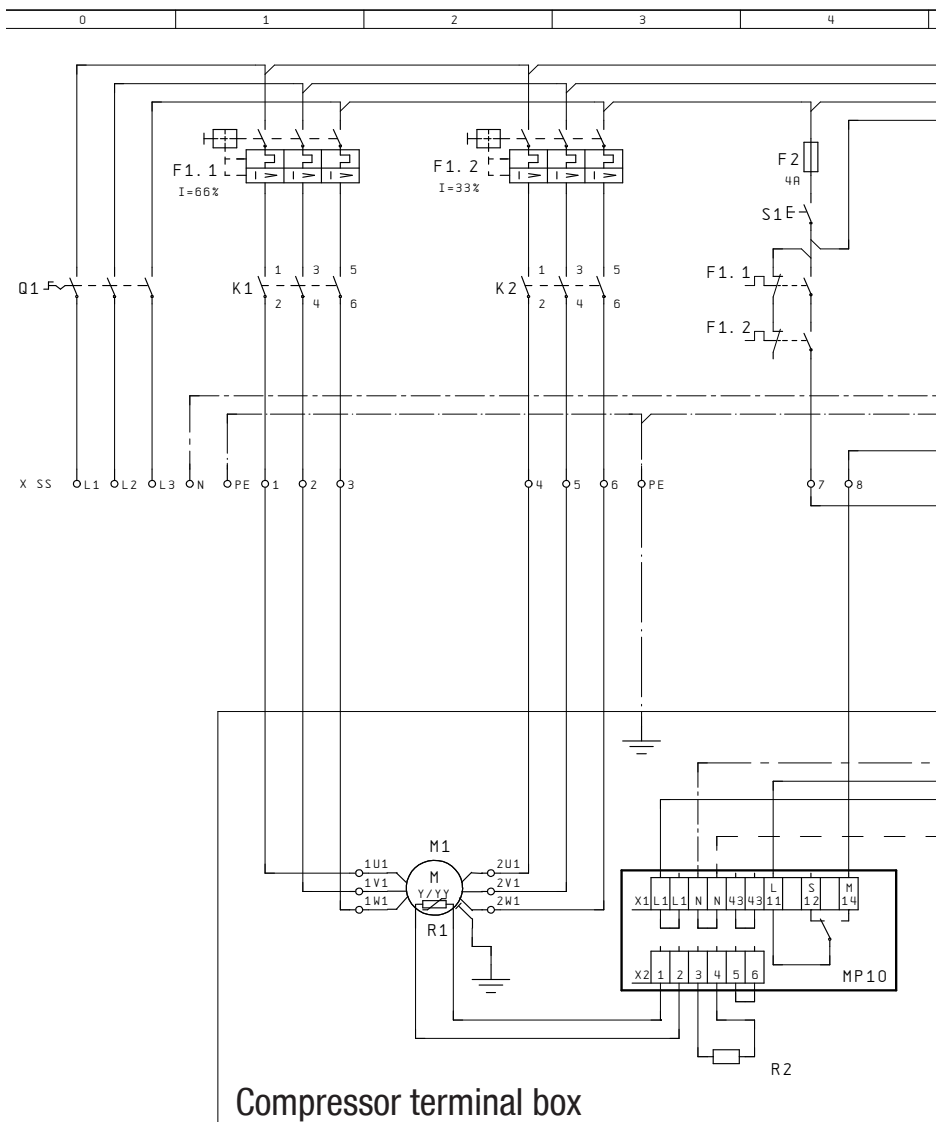 0 1 2 3 4
F1.1
I=66%
F1.2
I=33%
F2
4A
S1
Q1
K1
1 3 5
2 4 6
K2
1 3 5
2 4 6
F1.1
F1.2
X SS L1 L2 L3 N PE 1 2 3 4 5 6 PE 7 8
M1
1U1
1V1
1W1
M
Y/YY
2U1
2V1
2W1
R1
X1 L1 L1 N N 43 43 L 11 S 12 M 14
X2 1 2 3 4 5 6
MP10
R2
Compressor terminal box